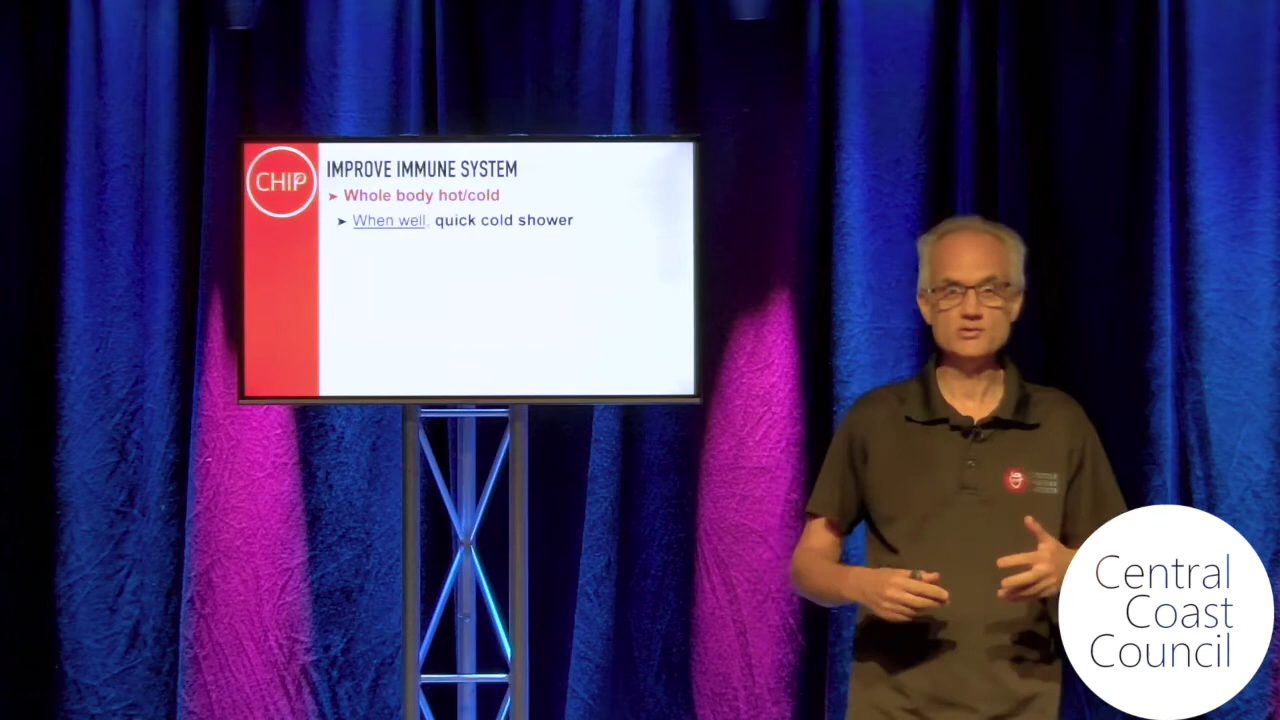 CHIP
IMPROVE IMMUNE SYSTEM
➤ Whole body hot/cold
➤ When well, quick cold shower
Central
Coast
Council